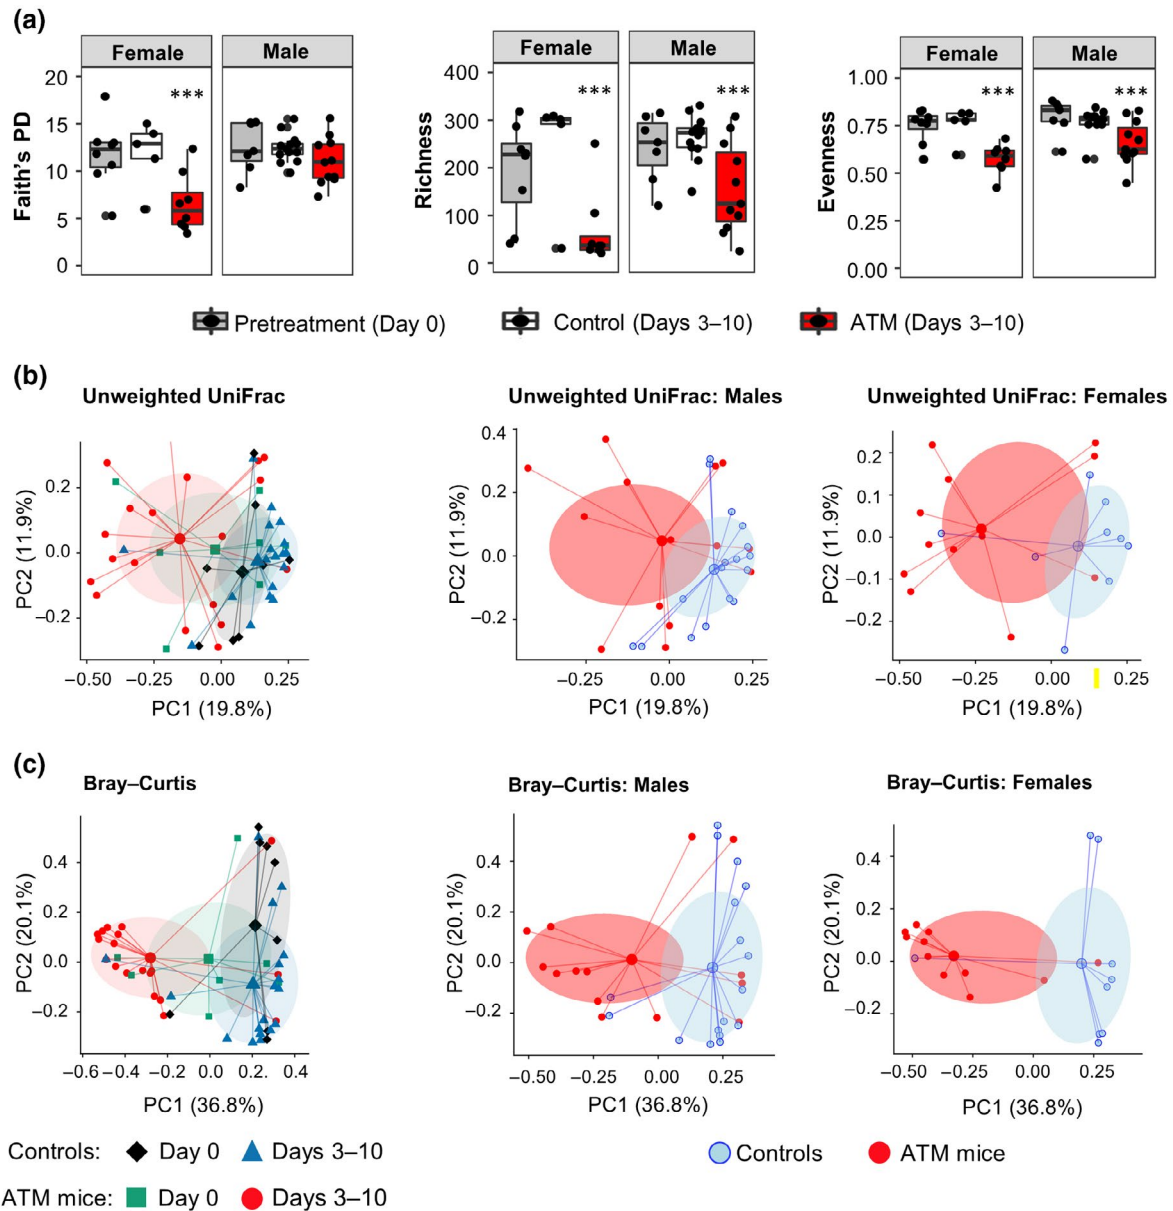 (a)
Female Male
Faith's PD
20
15
10
5
0
Female Male
Richness
400
300
200
100
0
***
***
***
Female Male
Evenness
1.00
0.75
0.50
0.25
0.00
***
***
Pretreatment (Day 0) Control (Days 3–10) ATM (Days 3–10)
(b)
Unweighted UniFrac
PC2 (11.9%)
0.2
0.0
−0.2
−0.50 −0.25 0.00 0.25
PC1 (19.8%)
Unweighted UniFrac: Males
PC2 (11.9%)
0.4
0.2
0.0
−0.2
−0.25 0.00 0.25
PC1 (19.8%)
Unweighted UniFrac: Females
PC2 (11.9%)
0.2
0.1
0.0
−0.1
−0.2
−0.50 −0.25 0.00 0.25
PC1 (19.8%)
(c)
Bray–Curtis
PC2 (20.1%)
0.4
0.2
0.0
−0.2
−0.6 −0.4 −0.2 0.0 0.2 0.4
PC1 (36.8%)
Bray–Curtis: Males
PC2 (20.1%)
0.4
0.2
0.0
−0.2
−0.50 −0.25 0.00 0.25
PC1 (36.8%)
Bray–Curtis: Females
PC2 (20.1%)
0.4
0.2
0.0
−0.2
−0.50 −0.25 0.00 0.25
PC1 (36.8%)
Controls: Day 0 Days 3–10
ATM mice: Day 0 Days 3–10
Controls ATM mice